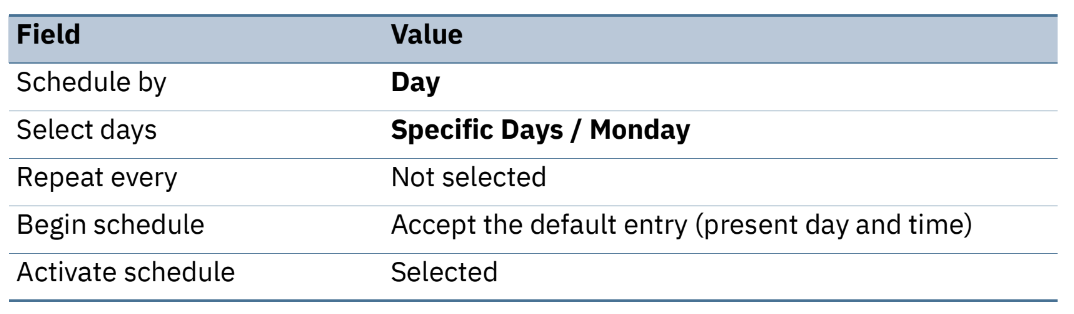 Field Value
Schedule by Day
Select days Specific Days / Monday
Repeat every Not selected
Begin schedule Accept the default entry (present day and time)
Activate schedule Selected